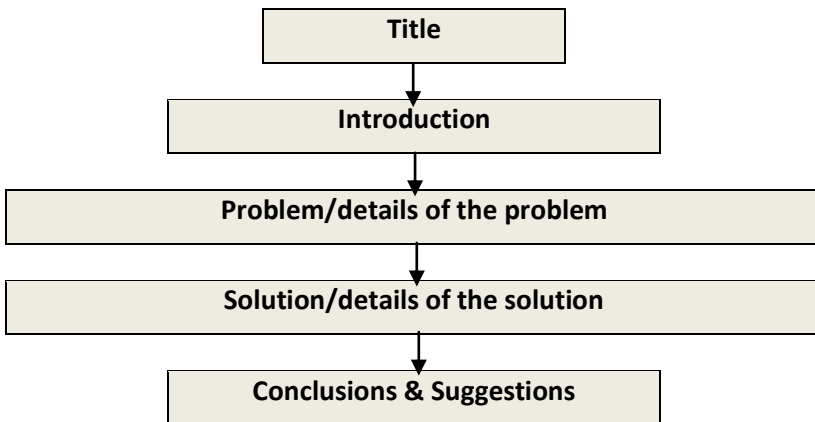 Title
Introduction
Problem/details of the problem
Solution/details of the solution
Conclusions & Suggestions